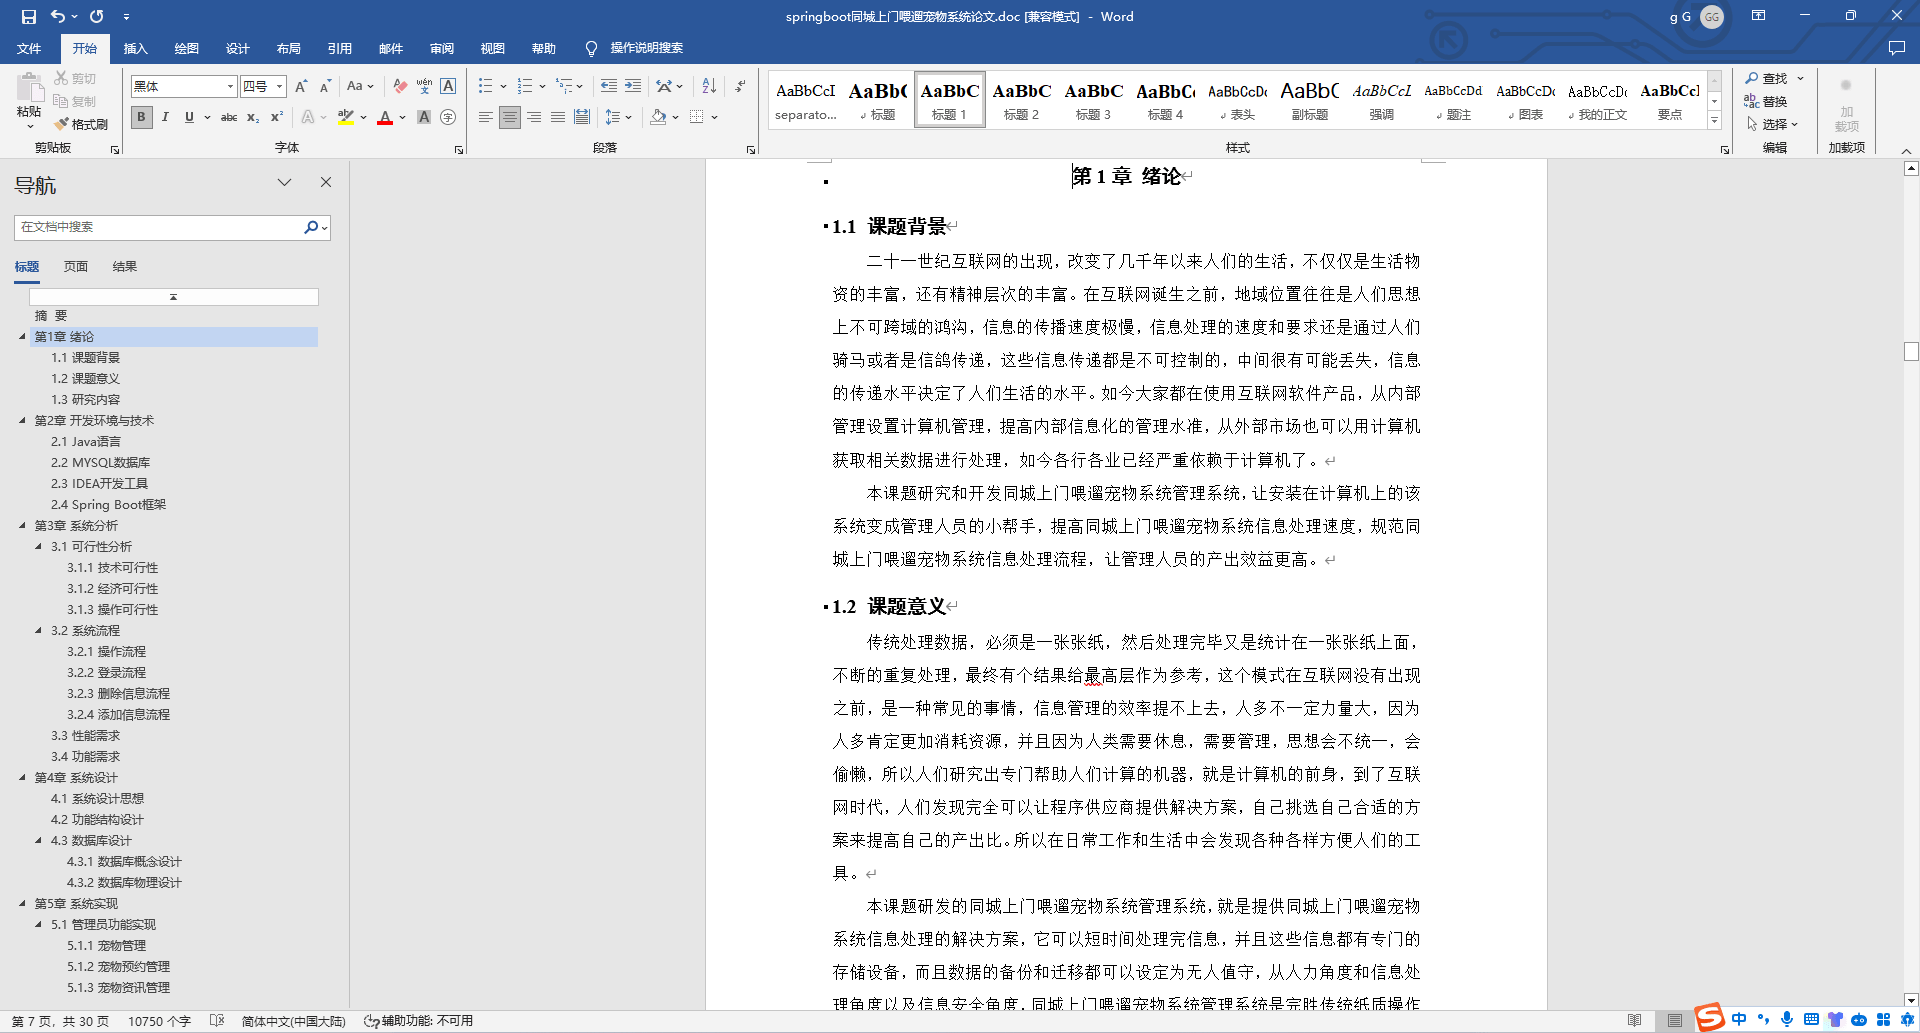 springboot同城上门喂遛宠物系统论文.doc [兼容模式] - Word
g G
GG
文件 开始 插入 绘图 设计 布局 引用 邮件 审阅 视图 帮助 操作说明搜索
粘贴
剪切
复制
格式刷
剪贴板
黑体 四号
字体
段落
AaBbCcI separato...
AaBb( 标题
AaBbC 标题 1
AaBbC 标题 2
AaBbC 标题 3
AaBbC 标题 4
AaBbCcDc 表头
AaBbC 副标题
AaBbCcL 强调
AaBbCcDd 题注
AaBbCcDc 图表
AaBbCcDc 我的正文
AaBbCcl 要点
样式
查找
替换
选择
编辑
加载项
加载项
导航
在文档中搜索
标题 页面 结果
摘 要
第1章 绪论
1.1 课题背景
1.2 课题意义
1.3 研究内容
第2章 开发环境与技术
2.1 Java语言
2.2 MYSQL数据库
2.3 IDEA开发工具
2.4 Spring Boot框架
第3章 系统分析
3.1 可行性分析
3.1.1 技术可行性
3.1.2 经济可行性
3.1.3 操作可行性
3.2 系统流程
3.2.1 操作流程
3.2.2 登录流程
3.2.3 删除信息流程
3.2.4 添加信息流程
3.3 性能需求
3.4 功能需求
第4章 系统设计
4.1 系统设计思想
4.2 功能结构设计
4.3 数据库设计
4.3.1 数据库概念设计
4.3.2 数据库物理设计
第5章 系统实现
5.1 管理员功能实现
5.1.1 宠物管理
5.1.2 宠物预约管理
5.1.3 宠物资讯管理
第 1 章 绪论
1.1 课题背景
二十一世纪互联网的出现，改变了几千年以来人们的生活，不仅仅是生活物
资的丰富，还有精神层次的丰富。在互联网诞生之前，地域位置往往是人们思想
上不可跨域的鸿沟，信息的传播速度极慢，信息处理的速度和要求还是通过人们
骑马或者是信鸽传递，这些信息传递都是不可控制的，中间很有可能丢失，信息
的传递水平决定了人们生活的水平。如今大家都在使用互联网软件产品，从内部
管理设置计算机管理，提高内部信息化的管理水准，从外部市场也可以用计算机
获取相关数据进行处理，如今各行各业已经严重依赖于计算机了。
本课题研究和开发同城上门喂遛宠物系统管理系统，让安装在计算机上的该
系统变成管理人员的小帮手，提高同城上门喂遛宠物系统信息处理速度，规范同
城上门喂遛宠物系统信息处理流程，让管理人员的产出效益更高。
1.2 课题意义
传统处理数据，必须是一张张纸，然后处理完毕又是统计在一张张纸上面，
不断的重复处理，最终有个结果给最高层作为参考，这个模式在互联网没有出现
之前，是一种常见的事情，信息管理的效率提不上去，人多不一定力量大，因为
人多肯定更加消耗资源，并且因为人类需要休息，需要管理，思想会不统一，会
偷懒，所以人们研究出专门帮助人们计算的机器，就是计算机的前身，到了互联
网时代，人们发现完全可以让程序供应商提供解决方案，自己挑选自己合适的方
案来提高自己的产出比。所以在日常工作和生活中会发现各种各样方便人们的工
具。
本课题研发的同城上门喂遛宠物系统管理系统，就是提供同城上门喂遛宠物
系统信息处理的解决方案，它可以短时间处理完信息，并且这些信息都有专门的
存储设备，而且数据的备份和迁移都可以设定为无人值守，从人力角度和信息处
理角度以及信息安全角度，同城上门喂遛宠物系统管理系统是完胜传统纸质操作
第 7 页，共 30 页 10750 个字 简体中文(中国大陆) 辅助功能: 不可用
中